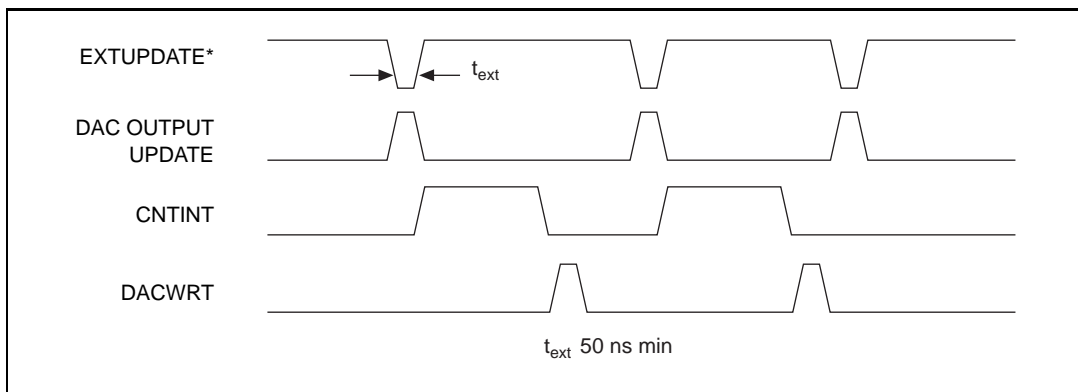 EXTUPDATE*
t_ext
DAC OUTPUT
UPDATE
CNTINT
DACWRT
t_ext 50 ns min